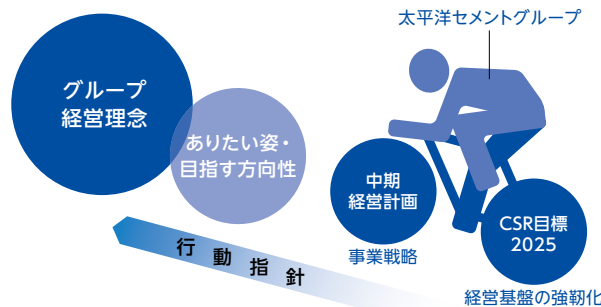 太平洋セメントグループ
グループ
経営理念
ありたい姿・
目指す方向性
中期
経営計画
CSR目標
2025
行動指針
事業戦略
経営基盤の強靭化